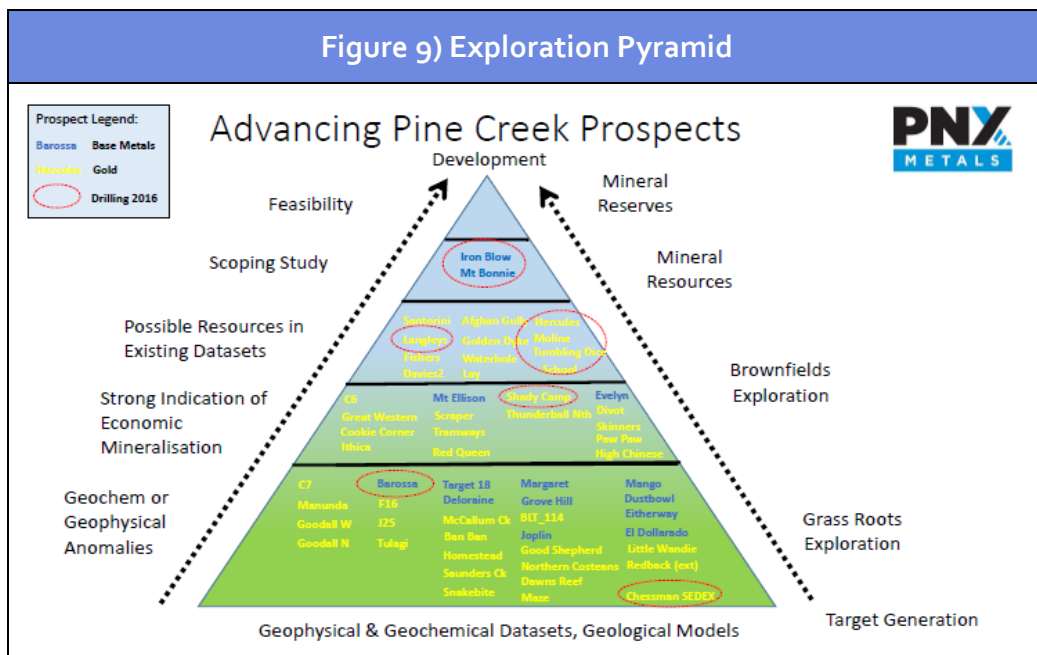 Figure 9) Exploration Pyramid
Prospect Legend:
Barossa Base Metals
Hercules Gold
Drilling 2016
Advancing Pine Creek Prospects
PNX
METALS
Development
Feasibility
Mineral
Reserves
Scoping Study
Iron Blow
Mt Bonnie
Mineral
Resources
Possible Resources in
Existing Datasets
Santorini
Langleys
Fishers
Davies2
Afghan Gully
Golden Dyke
Waterhole
Lay
Hercules
Moline
Tumbling Dice
School
Brownfields
Exploration
Strong Indication of
Economic
Mineralisation
C6
Great Western
Cookie Corner
Ithica
Mt Ellison
Scraper
Tramways
Red Queen
Shady Camp
Thunderball Nth
Evelyn
Divot
Skinners
Paw Paw
High Chinese
Geochem or
Geophysical
Anomalies
C7
Manunda
Goodall W
Goodall N
Barossa
F16
J25
Tulagi
Target 18
Deloraine
McCallum Ck
Ban Ban
Homestead
Saunders Ck
Snakebite
Margaret
Grove Hill
BLT_114
Joplin
Good Shepherd
Northern Costeans
Dawns Reef
Maze
Mango
Dustbowl
Eitherway
El Dollarado
Little Wandie
Redback (ext)
Chessman SEDEX
Grass Roots
Exploration
Target Generation
Geophysical & Geochemical Datasets, Geological Models